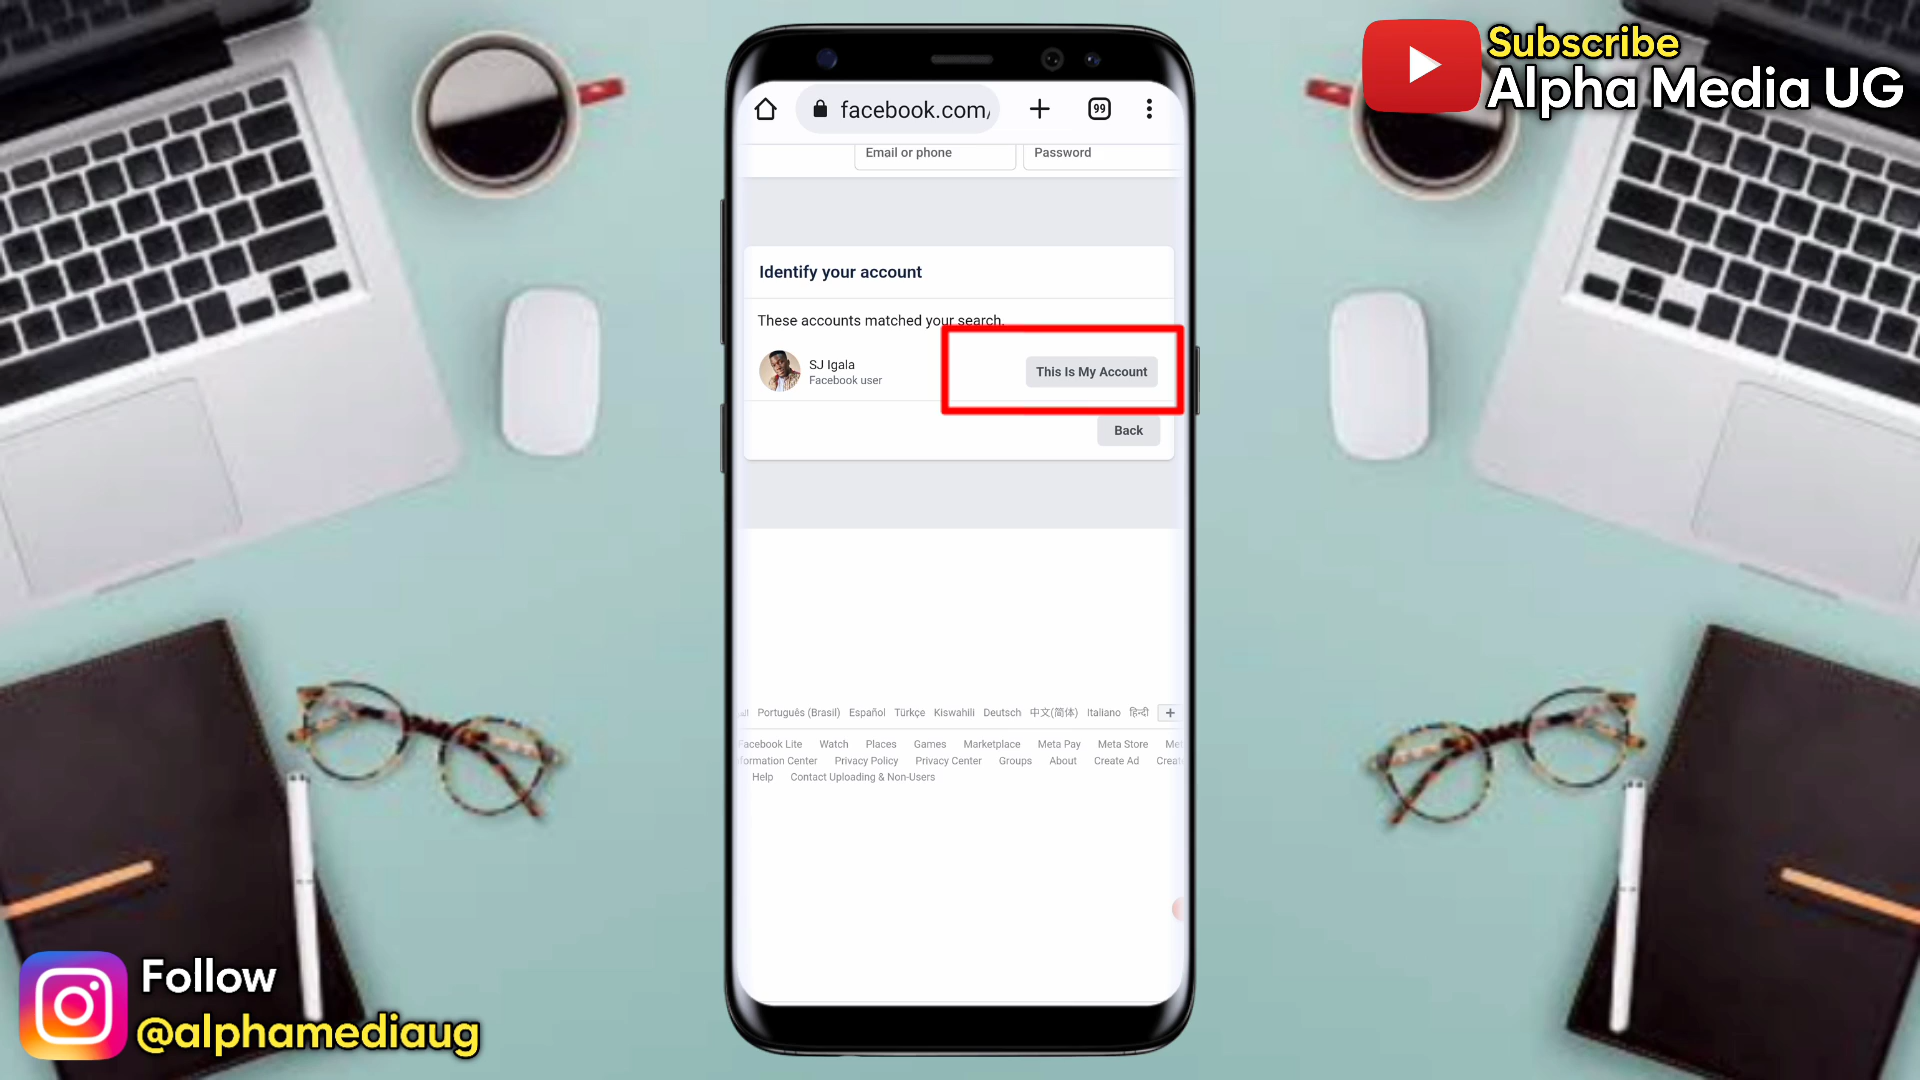 Subscribe
Alpha Media UG
facebook.com/
99
Email or phone
Password
Identify your account
These accounts matched your search.
SJ Igala
Facebook user
This Is My Account
Back
Português (Brasil) Español Türkçe Kiswahili Deutsch 中文(简体) Italiano हिन्दी +
Facebook Lite Watch Places Games Marketplace Meta Pay Meta Store
Center Privacy Policy Privacy Center Groups About Create Ad
Help Contact Uploading & Non-Users
Follow
@alphamediaug